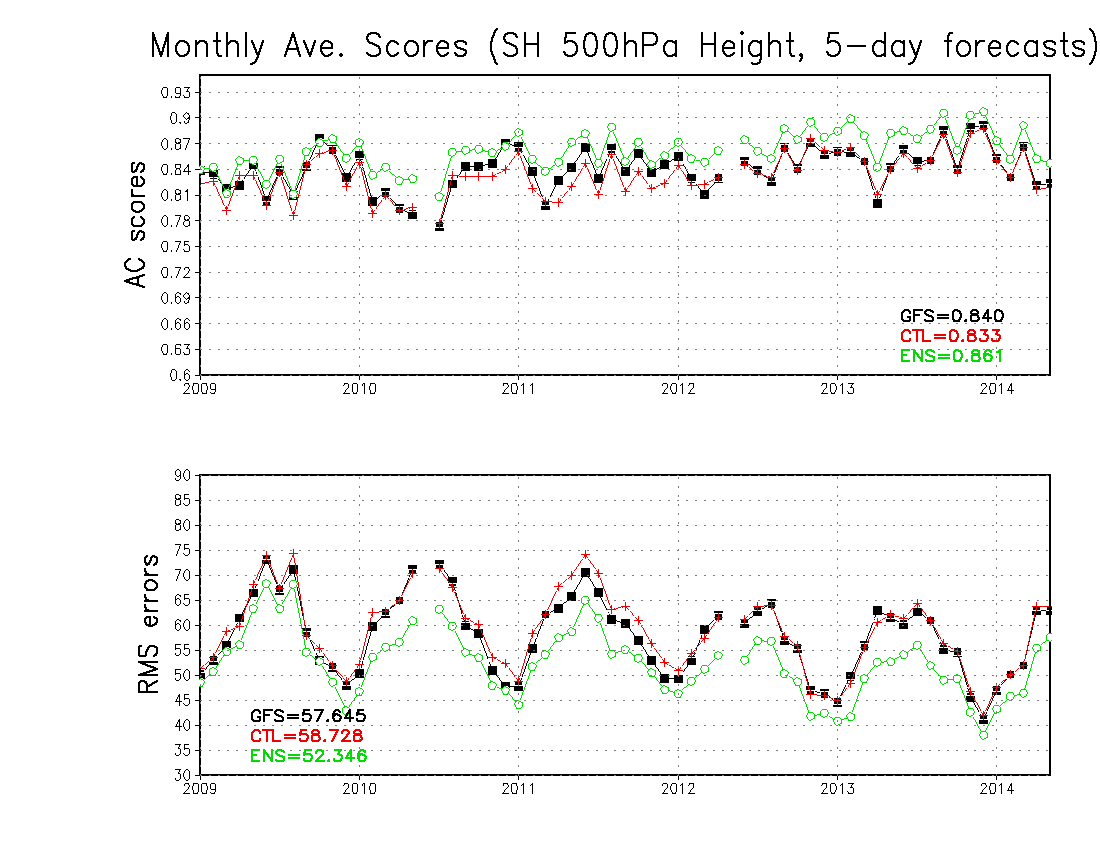 Monthly Ave. Scores (SH 500hPa Height, 5-day forecasts)
AC scores
0.93
0.9
0.87
0.84
0.81
0.78
0.75
0.72
0.69
0.66
0.63
0.6
GFS=0.840
CTL=0.833
ENS=0.861
2009 2010 2011 2012 2013 2014
RMS errors
90
85
80
75
70
65
60
55
50
45
40
35
30
GFS=57.645
CTL=58.728
ENS=52.346
2009 2010 2011 2012 2013 2014